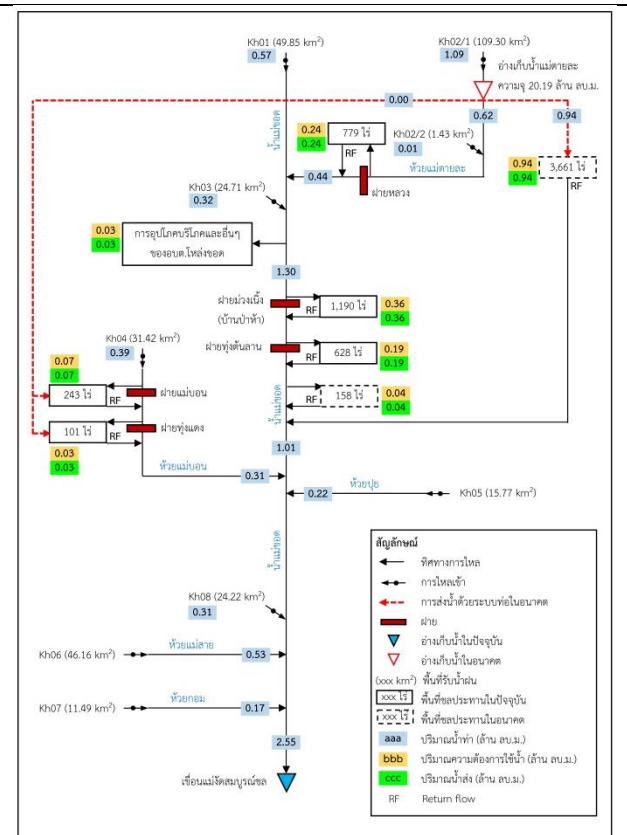 Kh01 (49.85 km²)
0.57
Kh02/1 (109.30 km²)
1.09
อ่างเก็บน้ำแม่ตายละ
ความจุ 20.19 ล้าน ลบ.ม.
0.00
0.62
0.94
น้ำแม่ขอด
0.24
0.24
779 ไร่
RF
Kh02/2 (1.43 km²)
0.01
ห้วยแม่ตายละ
0.44
ฝายหลวง
0.94
0.94
3,661 ไร่
RF
Kh03 (24.71 km²)
0.32
0.03
0.03
การอุปโภคบริโภคและอื่นๆ
ของอบต.โหล่งขอด
1.30
ฝายม่วงเนิ้ง
(บ้านป่าห้า)
RF
1,190 ไร่
0.36
0.36
ฝายทุ่งต้นลาน
RF
628 ไร่
0.19
0.19
Kh04 (31.42 km²)
0.39
0.07
0.07
243 ไร่
RF
ฝายแม่บอน
101 ไร่
RF
ฝายทุ่งแดง
0.03
0.03
น้ำแม่ขอด
RF
158 ไร่
0.04
0.04
1.01
ห้วยแม่บอน
0.31
0.22
ห้วยปุย
Kh05 (15.77 km²)
น้ำแม่ขอด
Kh08 (24.22 km²)
0.31
Kh06 (46.16 km²)
ห้วยแม่สาย
0.53
Kh07 (11.49 km²)
ห้วยกอม
0.17
2.55
เขื่อนแม่งัดสมบูรณ์ชล
สัญลักษณ์
ทิศทางการไหล
การไหลเข้า
การส่งน้ำด้วยระบบท่อในอนาคต
ฝาย
อ่างเก็บน้ำในปัจจุบัน
อ่างเก็บน้ำในอนาคต
(xxx km²) พื้นที่รับน้ำฝน
xxx ไร่ พื้นที่ชลประทานในปัจจุบัน
xxx ไร่ พื้นที่ชลประทานในอนาคต
aaa ปริมาณน้ำท่า (ล้าน ลบ.ม.)
bbb ปริมาณความต้องการใช้น้ำ (ล้าน ลบ.ม.)
ccc ปริมาณน้ำส่ง (ล้าน ลบ.ม.)
RF Return flow